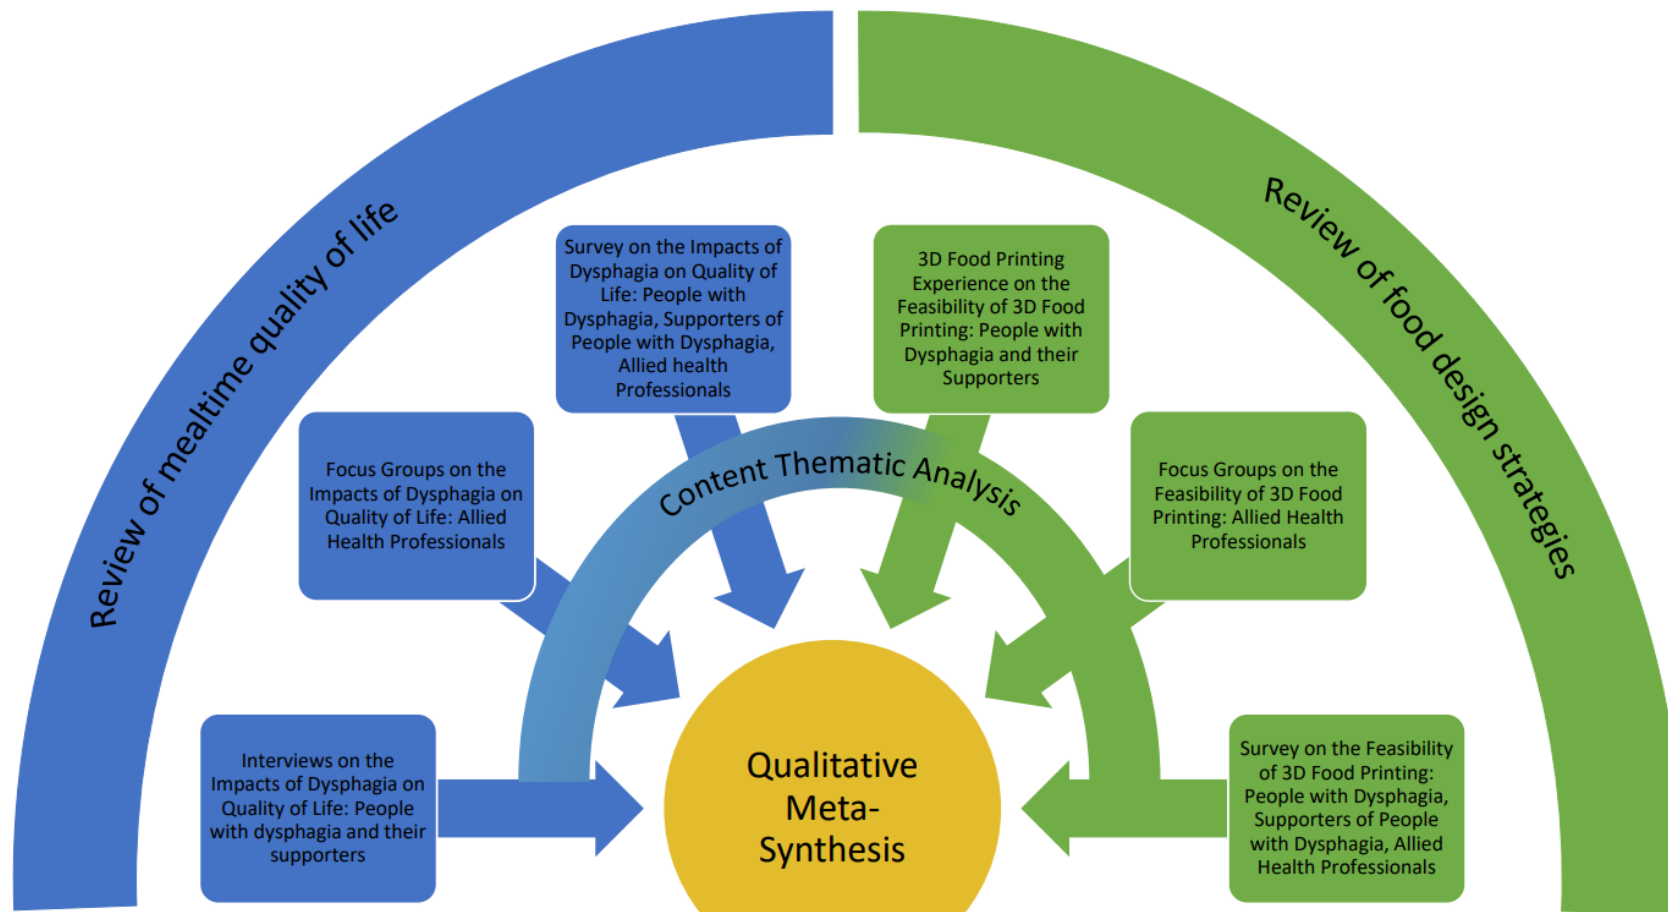 Review of mealtime quality of life
Review of food design strategies
Survey on the Impacts of
Dysphagia on Quality of
Life: People with
Dysphagia, Supporters of
People with Dysphagia,
Allied health
Professionals
3D Food Printing
Experience on the
Feasibility of 3D Food
Printing: People with
Dysphagia and their
Supporters
Focus Groups on the
Impacts of Dysphagia on
Quality of Life: Allied
Health Professionals
Content Thematic Analysis
Focus Groups on the
Feasibility of 3D Food
Printing: Allied Health
Professionals
Interviews on the
Impacts of Dysphagia on
Quality of Life: People
with dysphagia and their
supporters
Qualitative
Meta-
Synthesis
Survey on the Feasibility
of 3D Food Printing:
People with Dysphagia,
Supporters of People
with Dysphagia, Allied
Health Professionals